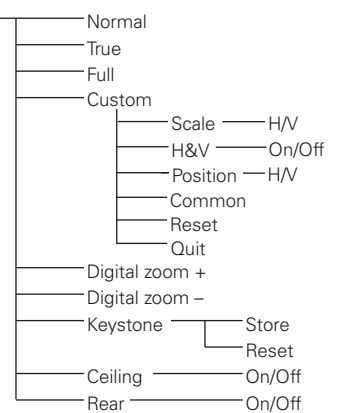 Normal
True
Full
Custom
Scale H/V
H&V On/Off
Position H/V
Common
Reset
Quit
Digital zoom +
Digital zoom –
Keystone Store
Reset
Ceiling On/Off
Rear On/Off